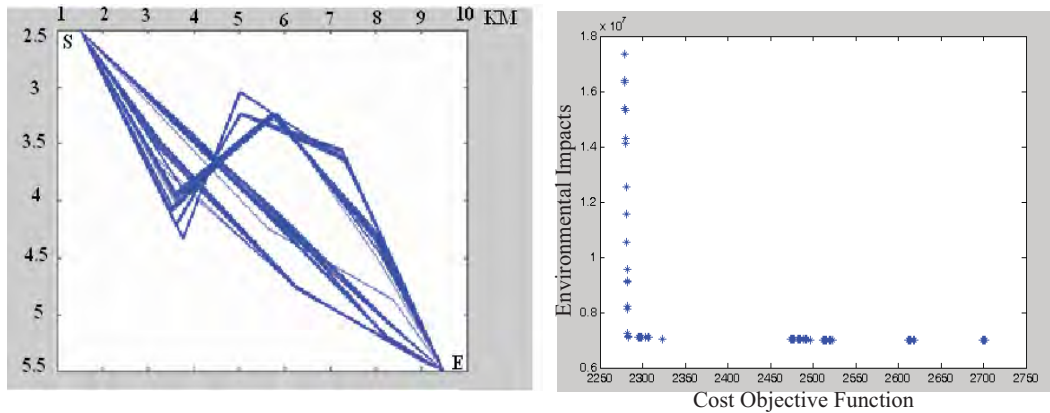 1 2 3 4 5 6 7 8 9 10 KM
2.5
3
3.5
4
4.5
5
5.5
S
E
× 10⁷
1.8
1.6
1.4
1.2
1
0.8
0.6
2250 2300 2350 2400 2450 2500 2550 2600 2650 2700 2750
Environmental Impacts
Cost Objective Function